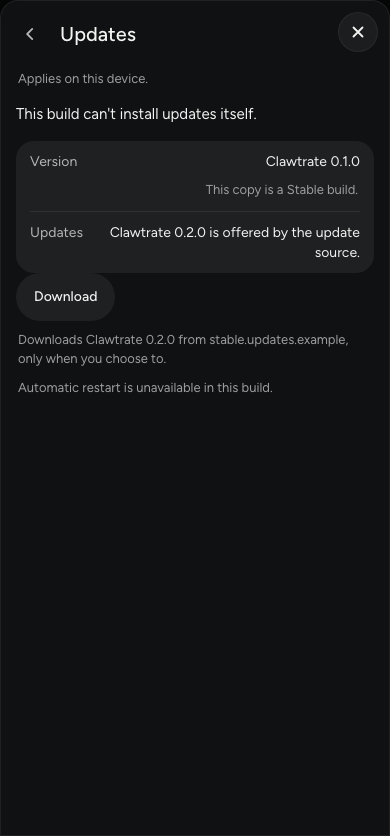 Updates
Applies on this device.
This build can't install updates itself.
Version
Clawtrate 0.1.0
This copy is a Stable build.
Updates
Clawtrate 0.2.0 is offered by the update
source.
Download
Downloads Clawtrate 0.2.0 from stable.updates.example,
only when you choose to.
Automatic restart is unavailable in this build.